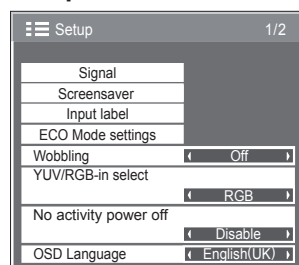 Setup 1/2
Signal
Screensaver
Input label
ECO Mode settings
Wobbling Off
YUV/RGB-in select
RGB
No activity power off
Disable
OSD Language English(UK)